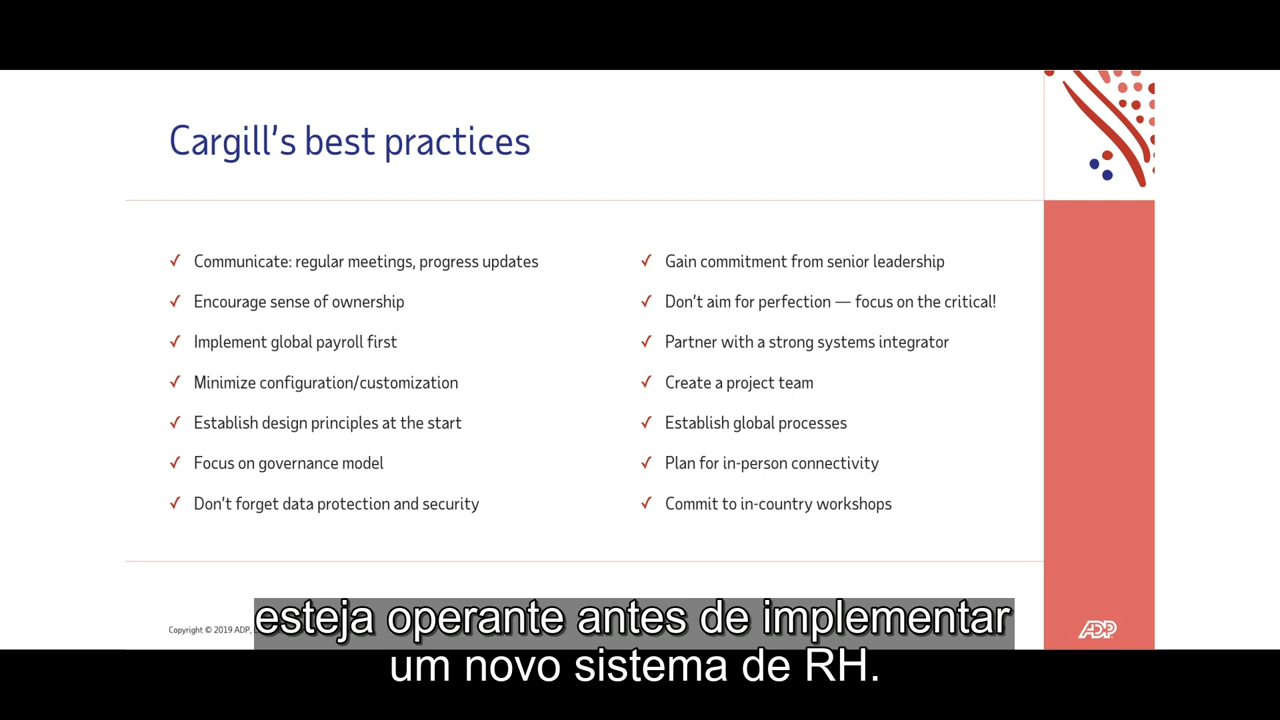 Cargill's best practices
✓ Communicate: regular meetings, progress updates
✓ Encourage sense of ownership
✓ Implement global payroll first
✓ Minimize configuration/customization
✓ Establish design principles at the start
✓ Focus on governance model
✓ Don't forget data protection and security
✓ Gain commitment from senior leadership
✓ Don't aim for perfection — focus on the critical!
✓ Partner with a strong systems integrator
✓ Create a project team
✓ Establish global processes
✓ Plan for in-person connectivity
✓ Commit to in-country workshops
Copyright © 2019 ADP,
ADP
esteja operante antes de implementar
um novo sistema de RH.